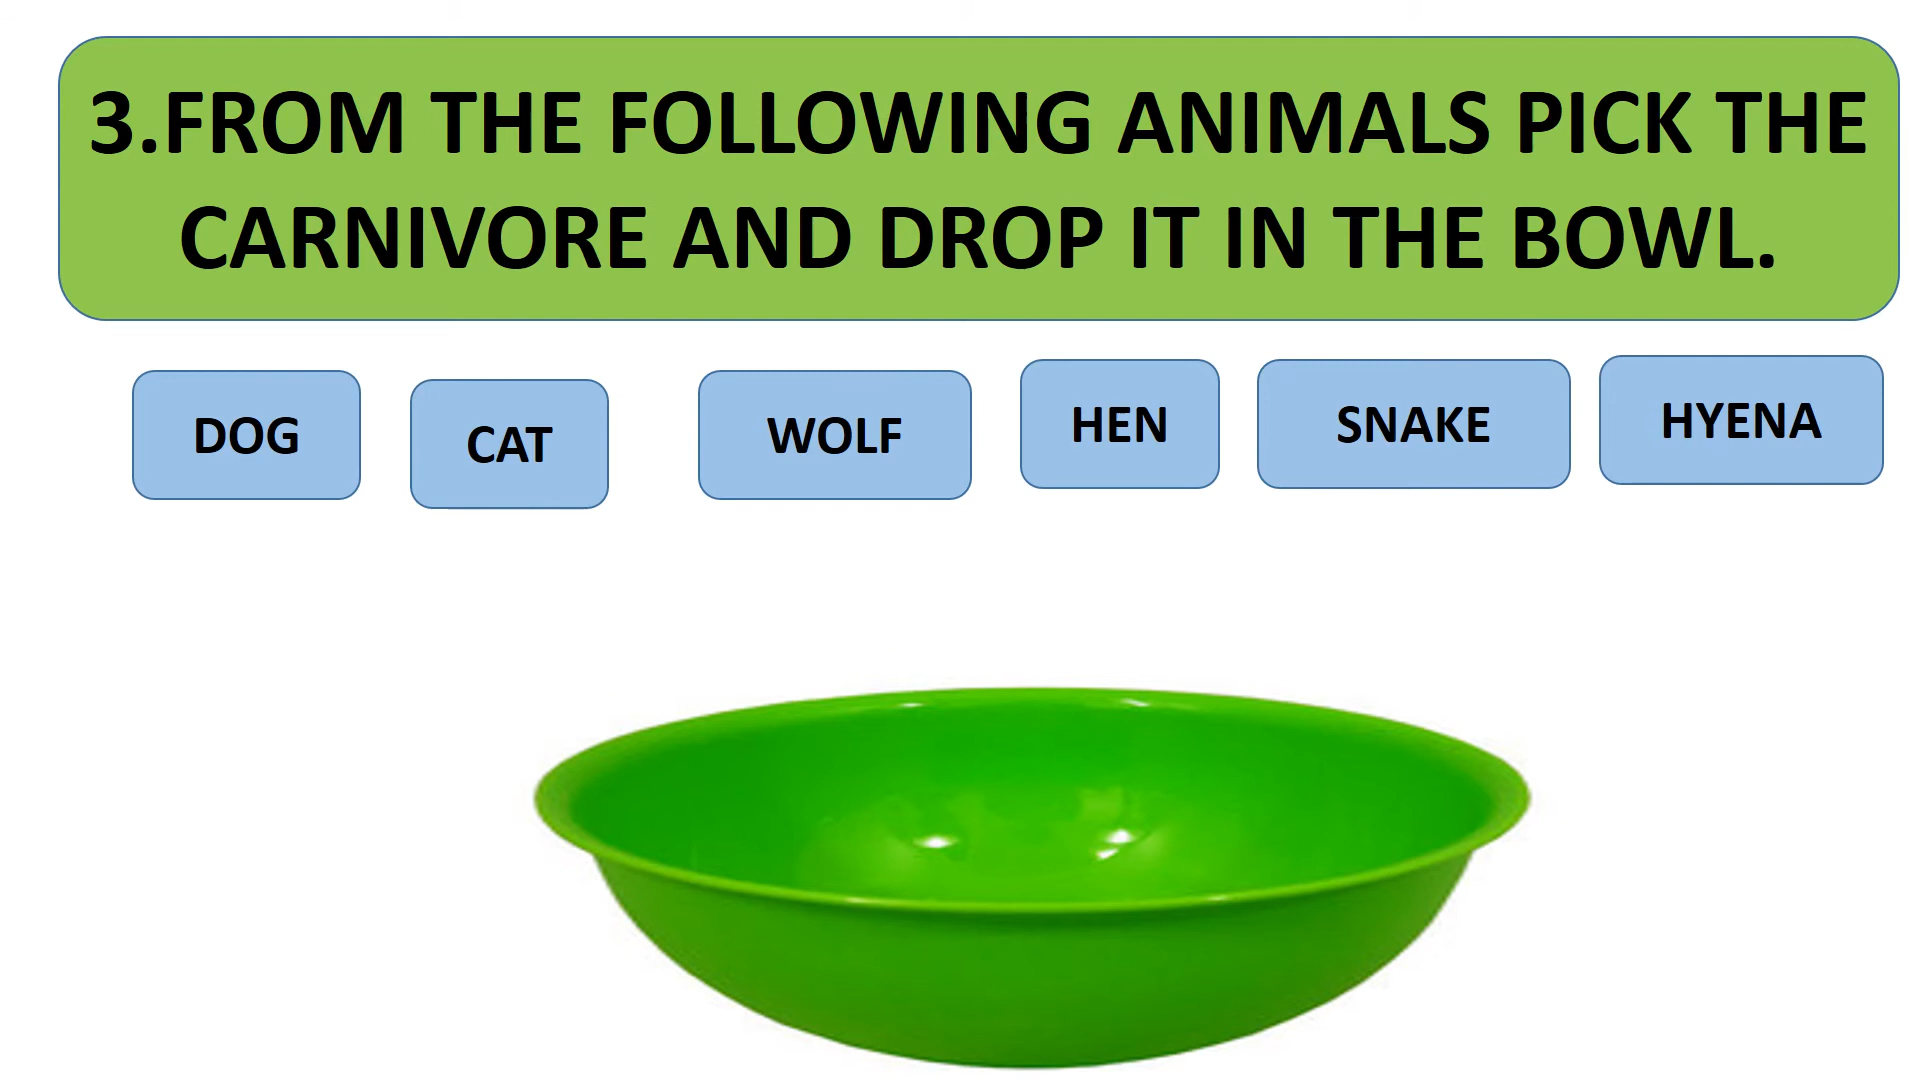 3.FROM THE FOLLOWING ANIMALS PICK THE
CARNIVORE AND DROP IT IN THE BOWL.
DOG
CAT
WOLF
HEN
SNAKE
HYENA